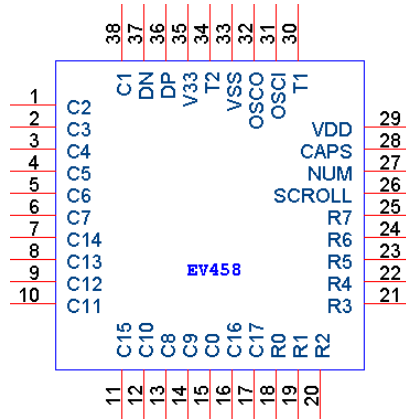 38 37 36 35 34 33 32 31 30
C1 DN DP V33 T2 VSS OSCO OSCI T1
1 C2
2 C3
3 C4
4 C5
5 C6
6 C7
7 C14
8 C13
9 C12
10 C11
VDD 29
CAPS 28
NUM 27
SCROLL 26
R7 25
R6 24
R5 23
R4 22
R3 21
EV458
C15 C10 C8 C9 C0 C16 C17 R0 R1 R2
11 12 13 14 15 16 17 18 19 20